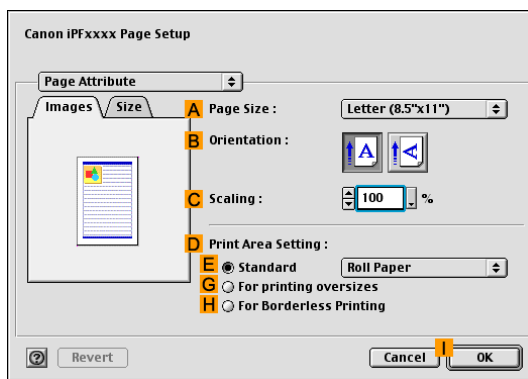 Canon iPFxxxx Page Setup
Page Attribute
Images Size
A Page Size : Letter (8.5"x11")
B Orientation :
A A
C Scaling : 100 %
D Print Area Setting :
E Standard Roll Paper
G For printing oversizes
H For Borderless Printing
? Revert Cancel I OK